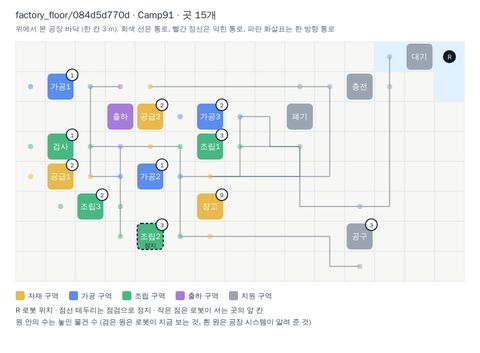 factory_floor/084d5d770d · Camp91 · 곳 15개
위에서 본 공장 바닥 (한 칸 3 m). 회색 선은 통로, 빨간 점선은 막힌 통로, 파란 화살표는 한 방향 통로
대기 R
가공1 1 충전
출하 공급2 2 가공3 2 폐기
검사 1 조립1 3
공급1 2 가공2 1
조립3 2 창고 9
조립2 3 공구 3
정지
자재 구역 가공 구역 조립 구역 출하 구역 지원 구역
R 로봇 위치 · 점선 테두리는 점검으로 정지 · 작은 점은 로봇이 서는 곳의 앞 칸
원 안의 수는 놓인 물건 수 (검은 원은 로봇이 지금 보는 것, 흰 원은 공장 시스템이 알려 준 것)